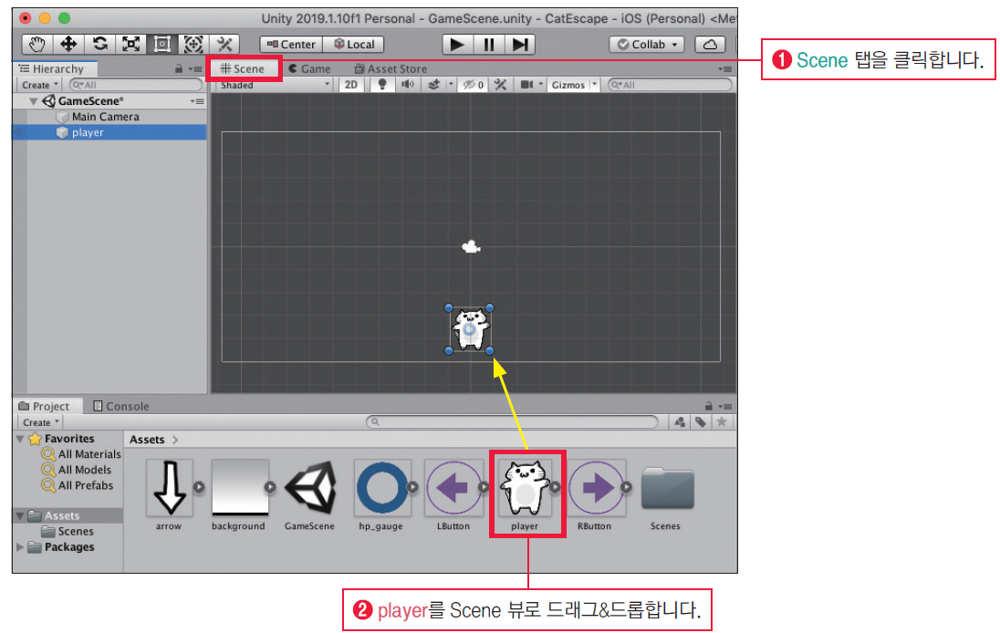 Unity 2019.1.10f1 Personal - GameScene.unity - CatEscape - iOS (Personal) <Me
Center
Local
Collab
Hierarchy
Scene
Game
Asset Store
❶ Scene 탭을 클릭합니다.
Create
All
Shaded
2D
0
Gizmos
All
GameScene*
Main Camera
player
Project
Console
Create
Favorites
All Materials
All Models
All Prefabs
Assets
Scenes
Packages
Assets >
arrow
background
GameScene
hp_gauge
LButton
player
RButton
Scenes
❷ player를 Scene 뷰로 드래그&드롭합니다.